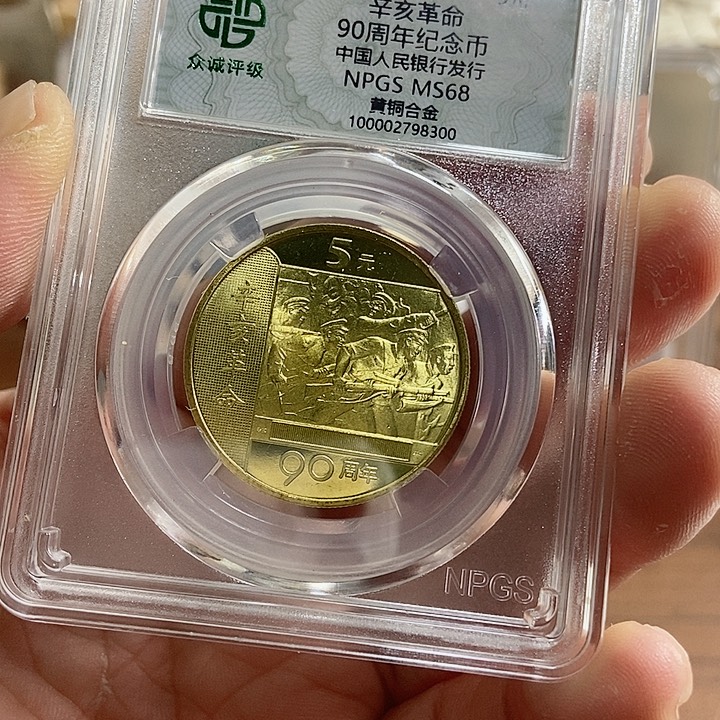 众诚评级
辛亥革命
90周年纪念币
中国人民银行发行
NPGS MS68
黄铜合金
100002798300
5元
辛亥革命
90周年
NPGS